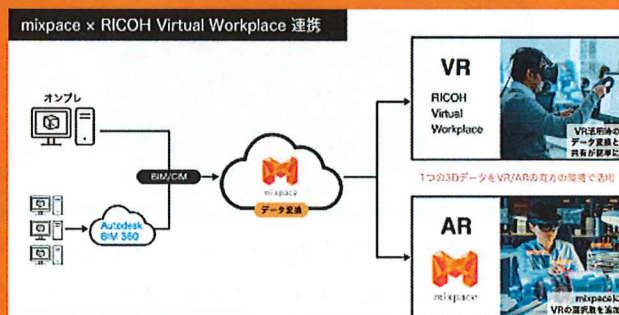 mixpace × RICOH Virtual Workplace 連携
オンプレ
BIM/CIM
Autodesk
BIM 360
mixpace
データ変換
VR
RICOH
Virtual
Workplace
VR活用時の
データ変換と
共有が簡単に
1つの3DデータをVR/ARの両方の環境で活用
AR
mixpace
mixpaceに
VRの選択肢を追加